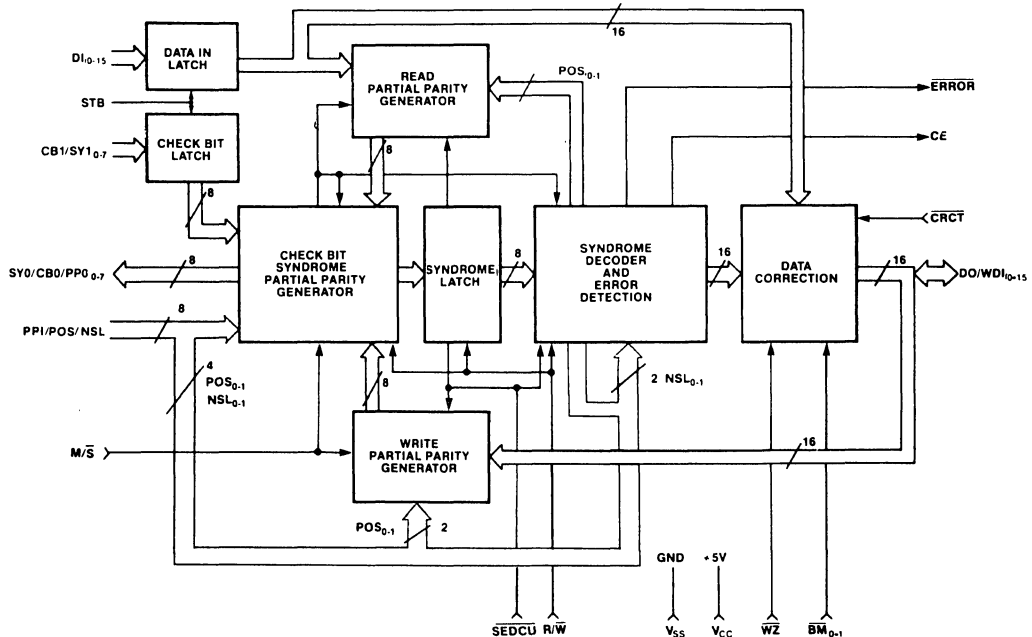 16
DI₀₋₁₅
DATA IN
LATCH
READ
PARTIAL PARITY
GENERATOR
POS₀₋₁
ERROR
STB
CE
CB1/SY1₀₋₇
CHECK BIT
LATCH
8
8
CRCT
SY0/CB0/PP0₀₋₇
8
CHECK BIT
SYNDROME
PARTIAL PARITY
GENERATOR
SYNDROME
LATCH
8
SYNDROME
DECODER
AND
ERROR
DETECTION
16
DATA
CORRECTION
16
DO/WDI₀₋₁₅
PPI/POS/NSL
8
4
POS₀₋₁
NSL₀₋₁
8
2 NSL₀₋₁
M/S
WRITE
PARTIAL PARITY
GENERATOR
16
POS₀₋₁
2
GND
+5V
SEDCU
R/W
VSS
VCC
WZ
BM₀₋₁